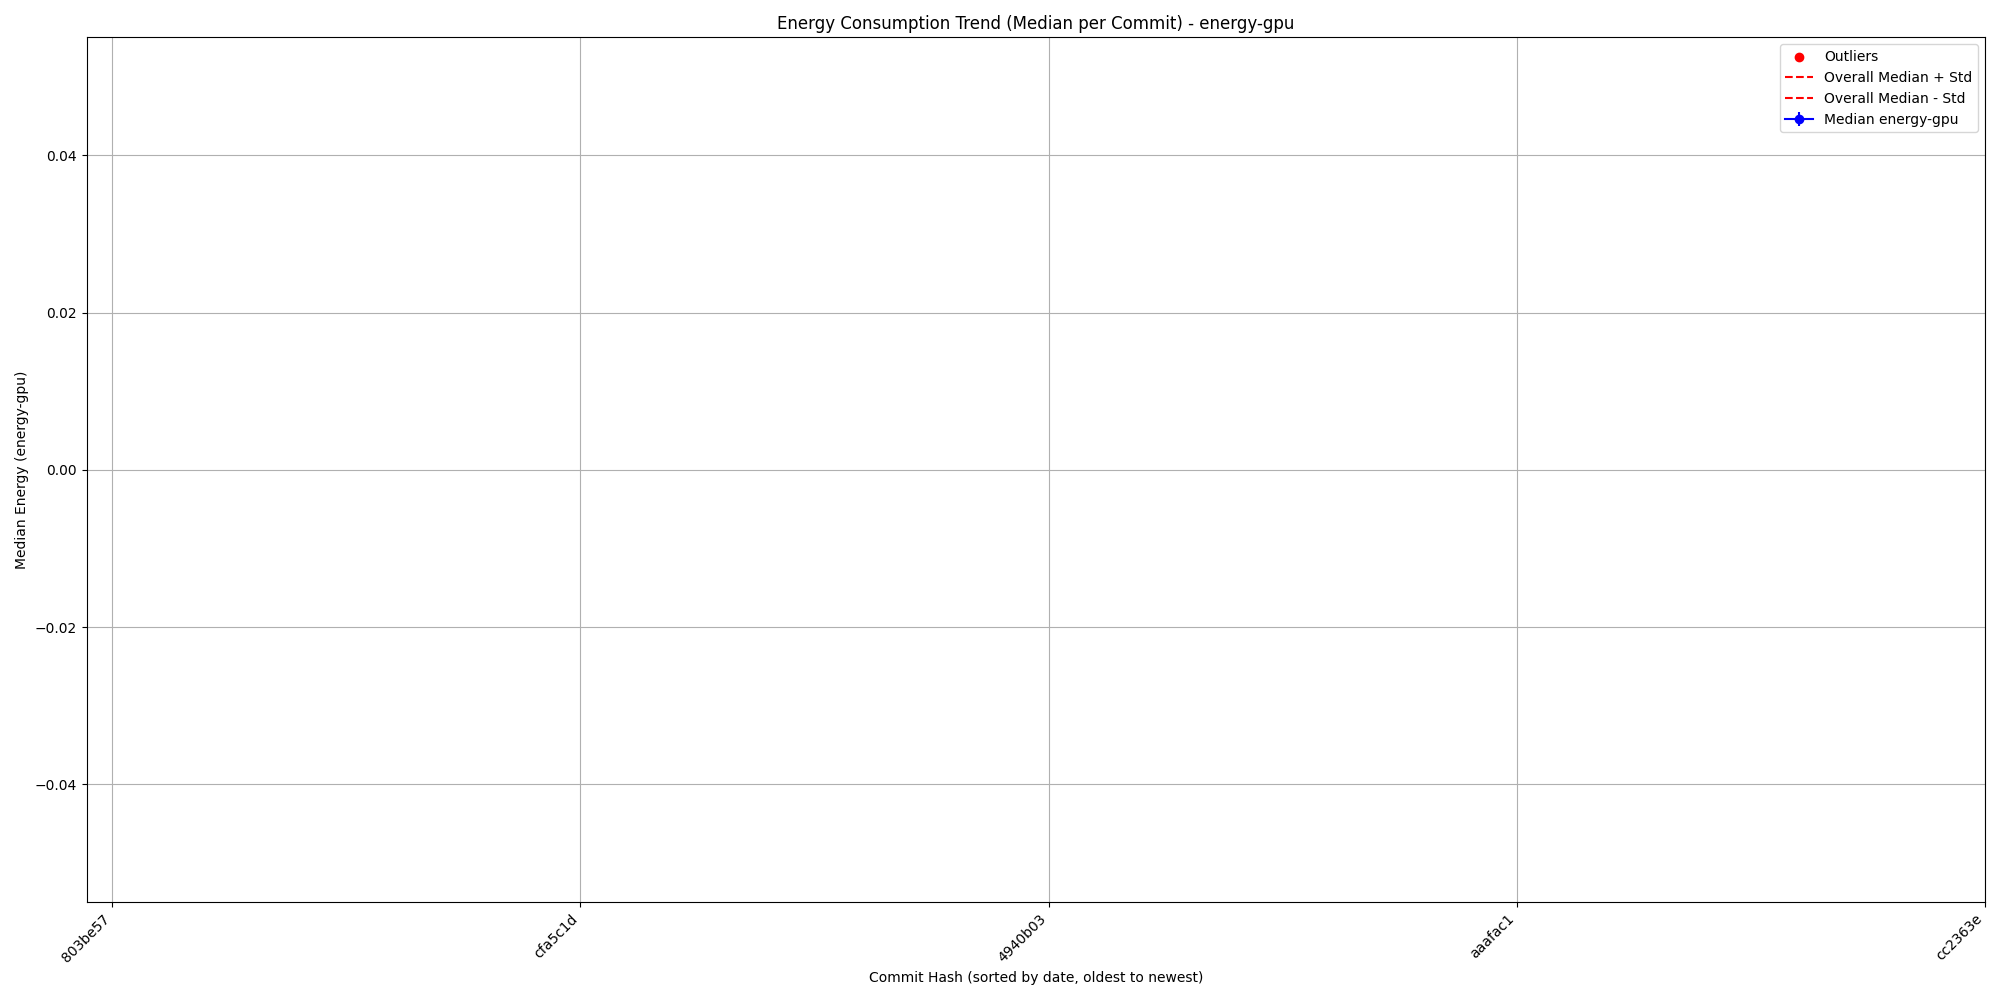 Energy Consumption Trend (Median per Commit) - energy-gpu
Outliers
Overall Median + Std
Overall Median - Std
Median energy-gpu
0.04
0.02
0.00
−0.02
−0.04
Median Energy (energy-gpu)
803be57
cfa5c1d
4940b03
aaafac1
cc2363e
Commit Hash (sorted by date, oldest to newest)